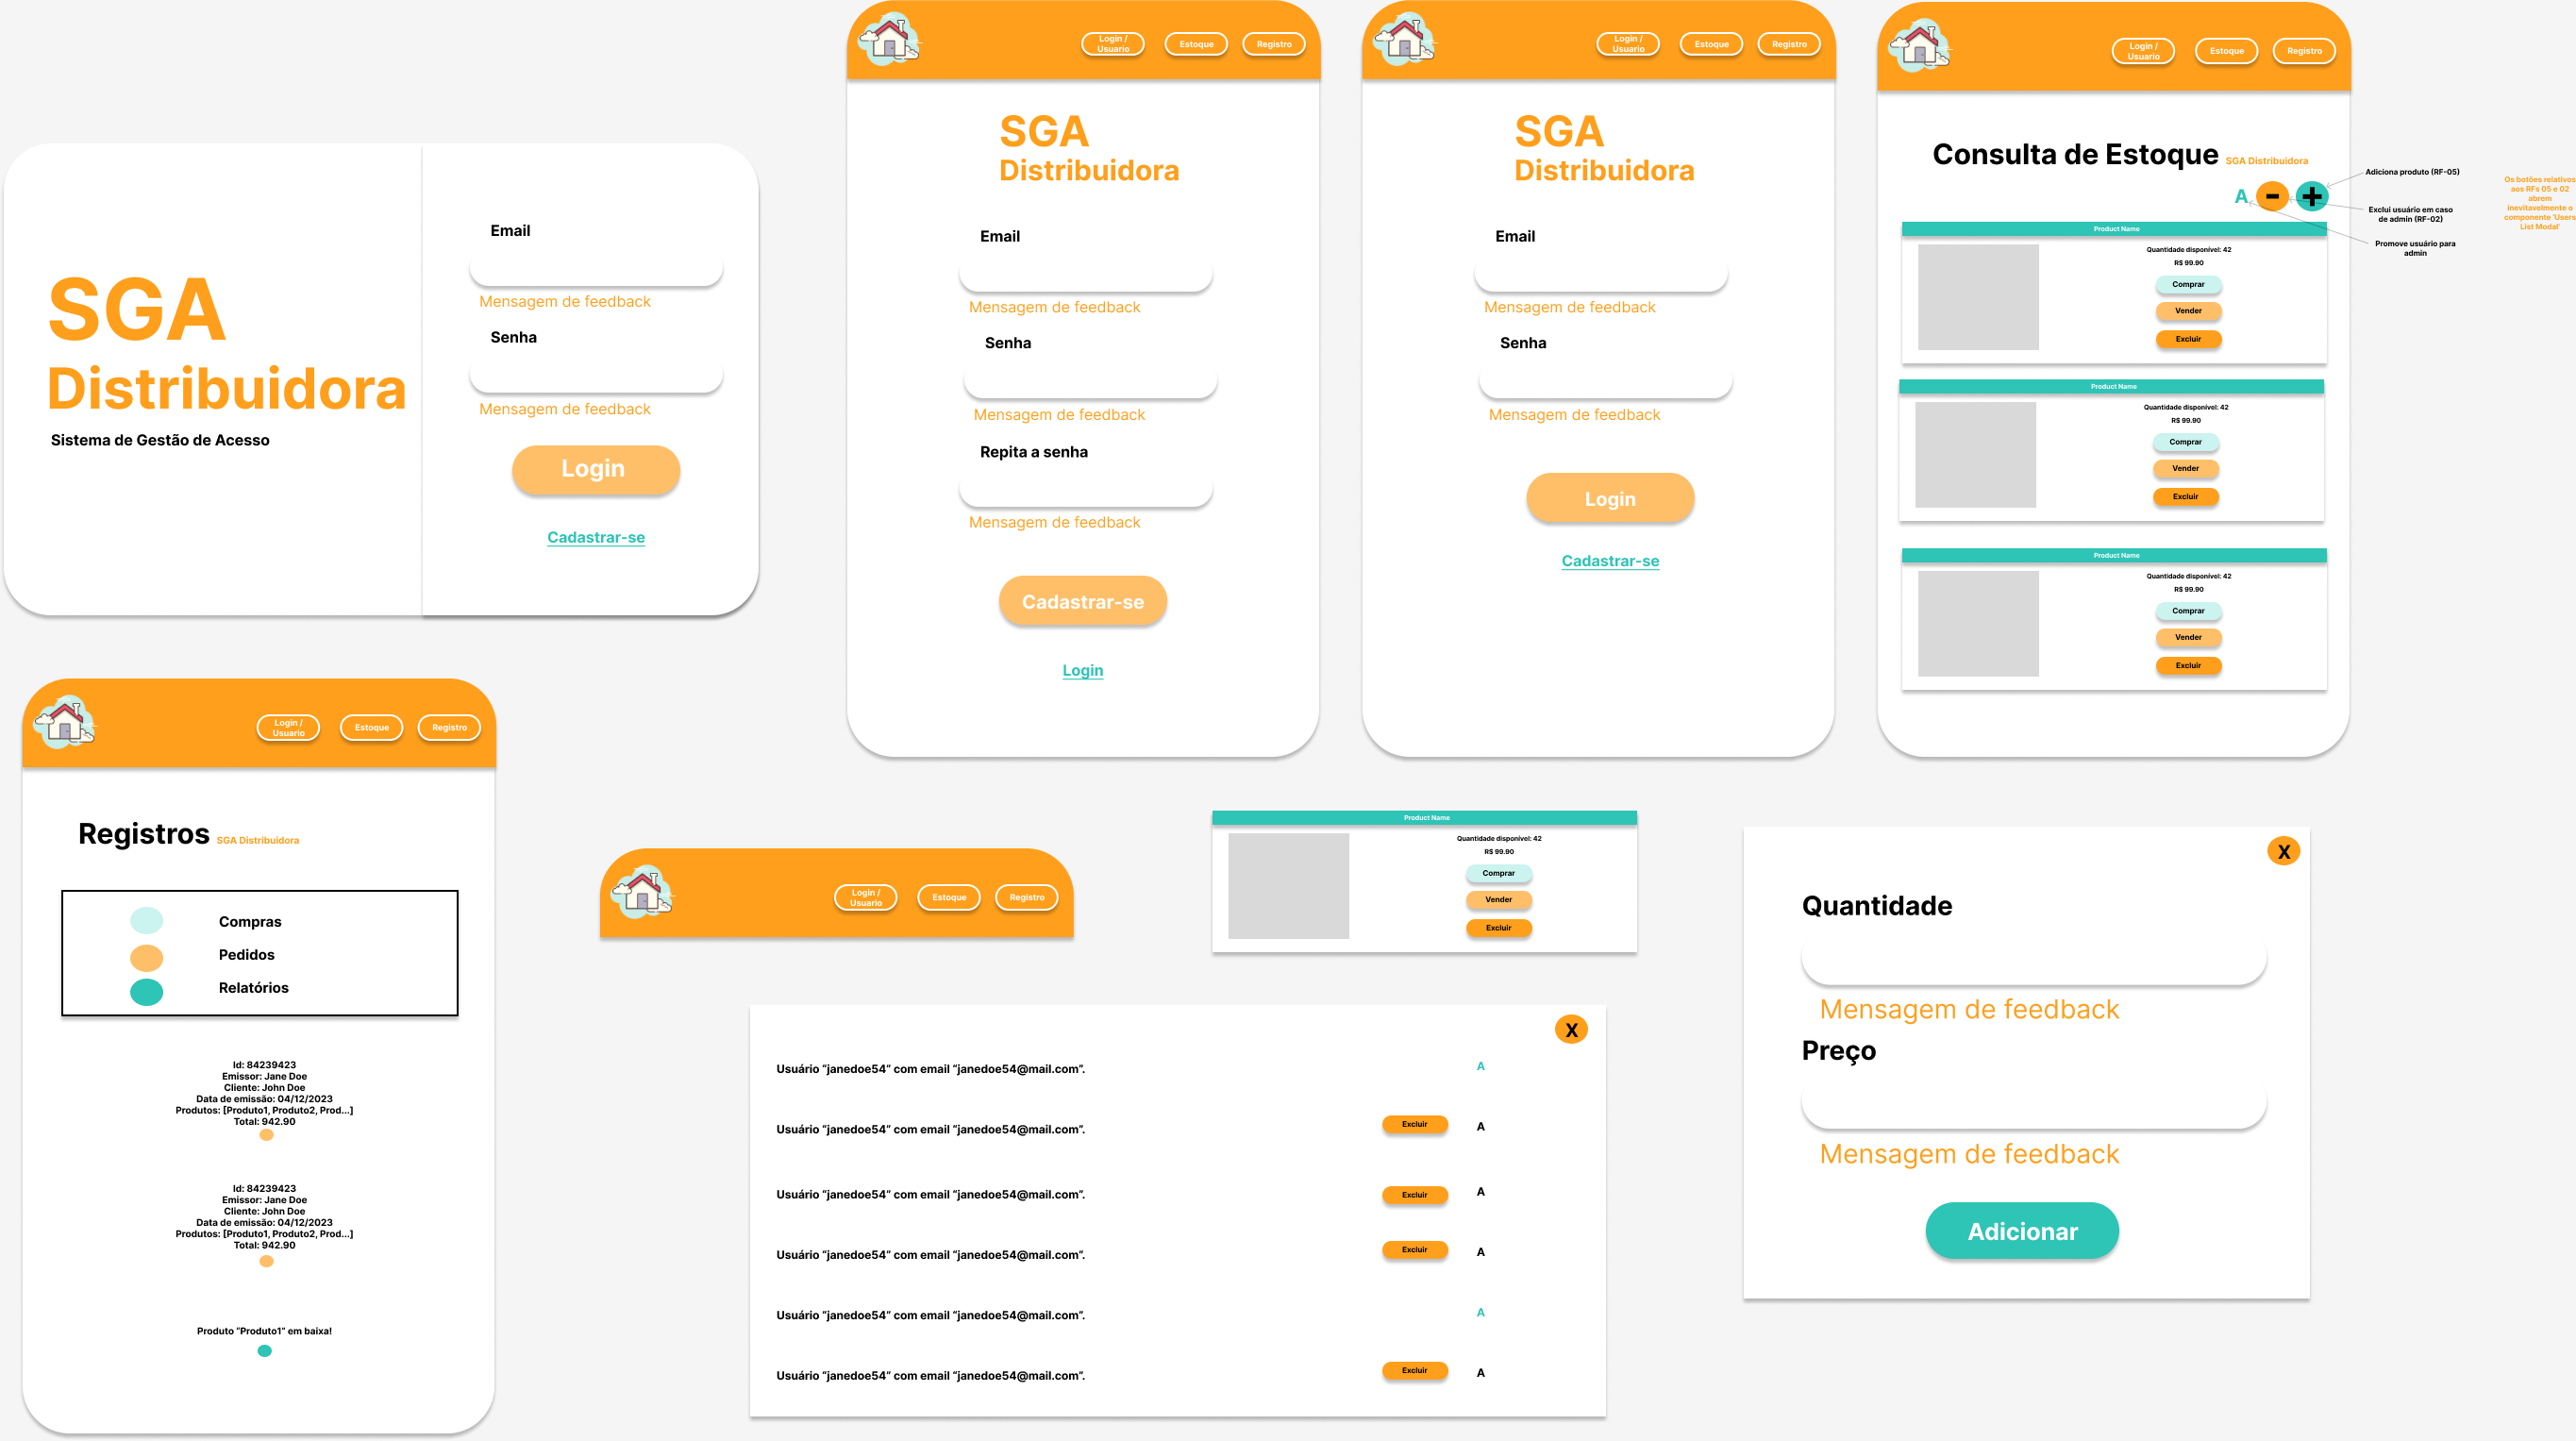 SGA
Distribuidora
Sistema de Gestão de Acesso
Email
Mensagem de feedback
Senha
Mensagem de feedback
Login
Cadastrar-se
Login /
Usuario
Estoque
Registro
SGA
Distribuidora
Email
Mensagem de feedback
Senha
Mensagem de feedback
Repita a senha
Mensagem de feedback
Cadastrar-se
Login
Login /
Usuario
Estoque
Registro
SGA
Distribuidora
Email
Mensagem de feedback
Senha
Mensagem de feedback
Login
Cadastrar-se
Login /
Usuario
Estoque
Registro
Consulta de Estoque SGA Distribuidora
A - +
Adiciona produto (RF-05)
Exclui usuário em caso
de admin (RF-02)
Promove usuário para
admin
Os botões relativos
aos RFs 05 e 02
abrem
inevitavelmente o
componente 'Users
List Modal'
Product Name
Quantidade disponível: 42
R$ 99.90
Comprar
Vender
Excluir
Product Name
Quantidade disponível: 42
R$ 99.90
Comprar
Vender
Excluir
Product Name
Quantidade disponível: 42
R$ 99.90
Comprar
Vender
Excluir
Login /
Usuario
Estoque
Registro
Registros SGA Distribuidora
Compras
Pedidos
Relatórios
Id: 84239423
Emissor: Jane Doe
Cliente: John Doe
Data de emissão: 04/12/2023
Produtos: [Produto1, Produto2, Prod...]
Total: 942.90
Id: 84239423
Emissor: Jane Doe
Cliente: John Doe
Data de emissão: 04/12/2023
Produtos: [Produto1, Produto2, Prod...]
Total: 942.90
Produto “Produto1” em baixa!
Login /
Usuario
Estoque
Registro
Product Name
Quantidade disponível: 42
R$ 99.90
Comprar
Vender
Excluir
X
Usuário “janedoe54” com email “janedoe54@mail.com”. A
Usuário “janedoe54” com email “janedoe54@mail.com”. Excluir A
Usuário “janedoe54” com email “janedoe54@mail.com”. Excluir A
Usuário “janedoe54” com email “janedoe54@mail.com”. Excluir A
Usuário “janedoe54” com email “janedoe54@mail.com”. A
Usuário “janedoe54” com email “janedoe54@mail.com”. Excluir A
X
Quantidade
Mensagem de feedback
Preço
Mensagem de feedback
Adicionar